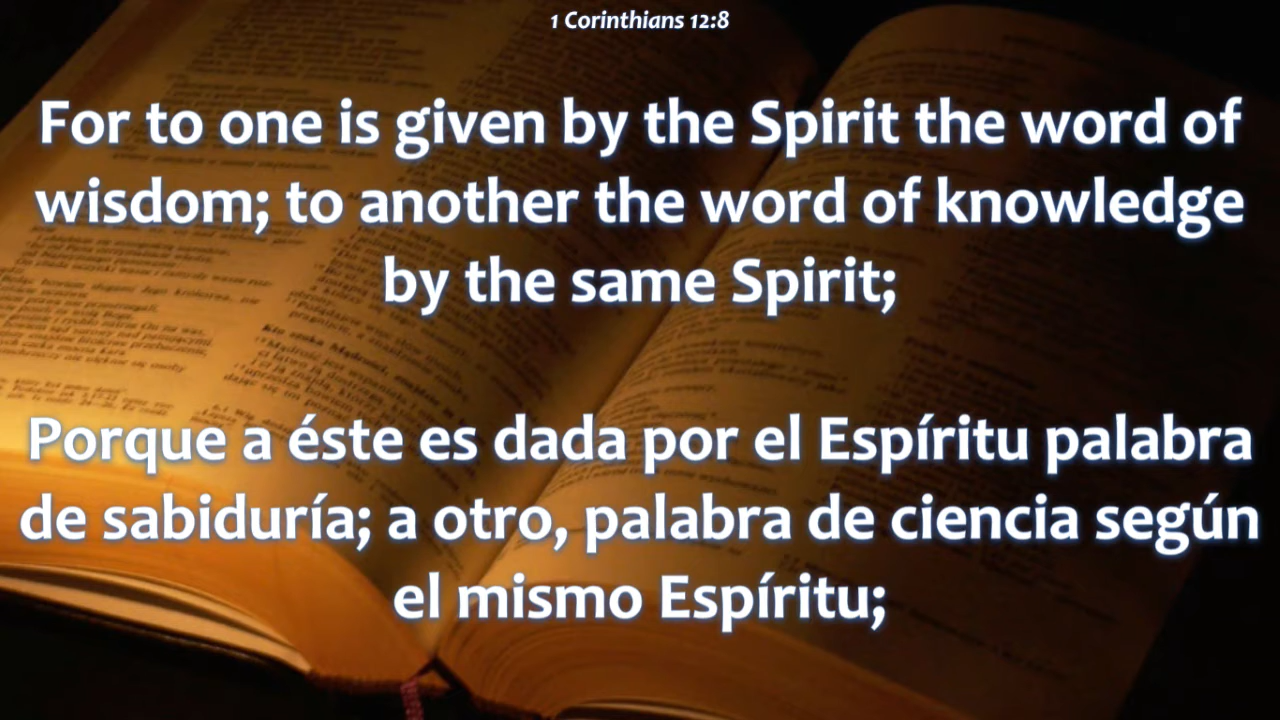 1 Corinthians 12:8
For to one is given by the Spirit the word of
wisdom; to another the word of knowledge
by the same Spirit;
Porque a éste es dada por el Espíritu palabra
de sabiduría; a otro, palabra de ciencia según
el mismo Espíritu;